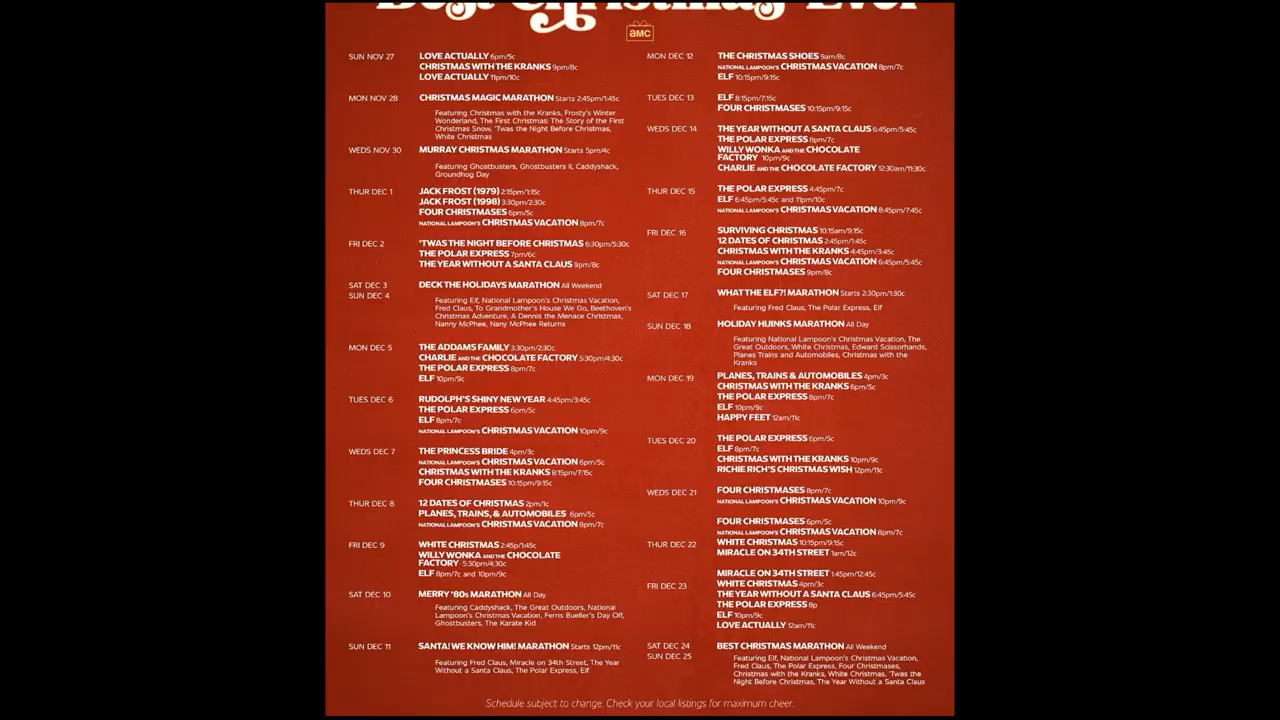 Best Christmas Ever
amc
SUN NOV 27
LOVE ACTUALLY 6pm/5c
CHRISTMAS WITH THE KRANKS 9pm/8c
LOVE ACTUALLY 11pm/10c
MON NOV 28
CHRISTMAS MAGIC MARATHON Starts 2:45pm/1:45c
Featuring Christmas with the Kranks, Frosty's Winter
Wonderland, The First Christmas: The Story of the First
Christmas Snow, 'Twas the Night Before Christmas,
White Christmas
WEDS NOV 30
MURRAY CHRISTMAS MARATHON Starts 5pm/4c
Featuring Ghostbusters, Ghostbusters II, Caddyshack,
Groundhog Day
THUR DEC 1
JACK FROST (1979) 2:15pm/1:15c
JACK FROST (1998) 3:30pm/2:30c
FOUR CHRISTMASES 6pm/5c
NATIONAL LAMPOON'S CHRISTMAS VACATION 8pm/7c
FRI DEC 2
'TWAS THE NIGHT BEFORE CHRISTMAS 6:30pm/5:30c
THE POLAR EXPRESS 7pm/6c
THE YEAR WITHOUT A SANTA CLAUS 9pm/8c
SAT DEC 3
SUN DEC 4
DECK THE HOLIDAYS MARATHON All Weekend
Featuring Elf, National Lampoon's Christmas Vacation,
Fred Claus, To Grandmother's House We Go, Beethoven's
Christmas Adventure, A Dennis the Menace Christmas,
Nanny McPhee, Nany McPhee Returns
MON DEC 5
THE ADDAMS FAMILY 3:30pm/2:30c
CHARLIE AND THE CHOCOLATE FACTORY 5:30pm/4:30c
THE POLAR EXPRESS 8pm/7c
ELF 10pm/9c
TUES DEC 6
RUDOLPH'S SHINY NEW YEAR 4:45pm/3:45c
THE POLAR EXPRESS 6pm/5c
ELF 8pm/7c
NATIONAL LAMPOON'S CHRISTMAS VACATION 10pm/9c
WEDS DEC 7
THE PRINCESS BRIDE 4pm/3c
NATIONAL LAMPOON'S CHRISTMAS VACATION 6pm/5c
CHRISTMAS WITH THE KRANKS 8:15pm/7:15c
FOUR CHRISTMASES 10:15pm/9:15c
THUR DEC 8
12 DATES OF CHRISTMAS 2pm/1c
PLANES, TRAINS, & AUTOMOBILES 6pm/5c
NATIONAL LAMPOON'S CHRISTMAS VACATION 8pm/7c
FRI DEC 9
WHITE CHRISTMAS 2:45p/1:45c
WILLY WONKA AND THE CHOCOLATE
FACTORY 5:30pm/4:30c
ELF 8pm/7c and 10pm/9c
SAT DEC 10
MERRY '80s MARATHON All Day
Featuring Caddyshack, The Great Outdoors, National
Lampoon's Christmas Vacation, Ferris Bueller's Day Off,
Ghostbusters, The Karate Kid
SUN DEC 11
SANTA! WE KNOW HIM! MARATHON Starts 12pm/11c
Featuring Fred Claus, Miracle on 34th Street, The Year
Without a Santa Claus, The Polar Express, Elf
MON DEC 12
THE CHRISTMAS SHOES 9am/8c
NATIONAL LAMPOON'S CHRISTMAS VACATION 8pm/7c
ELF 10:15pm/9:15c
TUES DEC 13
ELF 8:15pm/7:15c
FOUR CHRISTMASES 10:15pm/9:15c
WEDS DEC 14
THE YEAR WITHOUT A SANTA CLAUS 6:45pm/5:45c
THE POLAR EXPRESS 8pm/7c
WILLY WONKA AND THE CHOCOLATE
FACTORY 10pm/9c
CHARLIE AND THE CHOCOLATE FACTORY 12:30am/11:30c
THUR DEC 15
THE POLAR EXPRESS 4:45pm/7c
ELF 6:45pm/5:45c and 11pm/10c
NATIONAL LAMPOON'S CHRISTMAS VACATION 8:45pm/7:45c
FRI DEC 16
SURVIVING CHRISTMAS 10:15am/9:15c
12 DATES OF CHRISTMAS 2:45pm/1:45c
CHRISTMAS WITH THE KRANKS 4:45pm/3:45c
NATIONAL LAMPOON'S CHRISTMAS VACATION 6:45pm/5:45c
FOUR CHRISTMASES 9pm/8c
SAT DEC 17
WHAT THE ELF?! MARATHON Starts 2:30pm/1:30c
Featuring Fred Claus, The Polar Express, Elf
SUN DEC 18
HOLIDAY HIJINKS MARATHON All Day
Featuring National Lampoon's Christmas Vacation, The
Great Outdoors, White Christmas, Edward Scissorhands,
Planes Trains and Automobiles, Christmas with the
Kranks
MON DEC 19
PLANES, TRAINS & AUTOMOBILES 4pm/3c
CHRISTMAS WITH THE KRANKS 6pm/5c
THE POLAR EXPRESS 8pm/7c
ELF 10pm/9c
HAPPY FEET 12am/11c
TUES DEC 20
THE POLAR EXPRESS 6pm/5c
ELF 8pm/7c
CHRISTMAS WITH THE KRANKS 10pm/9c
RICHIE RICH'S CHRISTMAS WISH 12pm/11c
WEDS DEC 21
FOUR CHRISTMASES 8pm/7c
NATIONAL LAMPOON'S CHRISTMAS VACATION 10pm/9c
THUR DEC 22
FOUR CHRISTMASES 6pm/5c
NATIONAL LAMPOON'S CHRISTMAS VACATION 8pm/7c
WHITE CHRISTMAS 10:15pm/9:15c
MIRACLE ON 34TH STREET 1am/12c
FRI DEC 23
MIRACLE ON 34TH STREET 1:45pm/12:45c
WHITE CHRISTMAS 4pm/3c
THE YEAR WITHOUT A SANTA CLAUS 6:45pm/5:45c
THE POLAR EXPRESS 8p
ELF 10pm/9c
LOVE ACTUALLY 12am/11c
SAT DEC 24
SUN DEC 25
BEST CHRISTMAS MARATHON All Weekend
Featuring Elf, National Lampoon's Christmas Vacation,
Fred Claus, The Polar Express, Four Christmases,
Christmas with the Kranks, White Christmas, 'Twas the
Night Before Christmas, The Year Without a Santa Claus
Schedule subject to change. Check your local listings for maximum cheer.